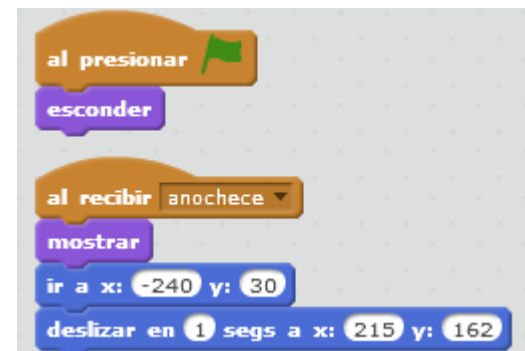 al presionar
esconder
al recibir anochece
mostrar
ir a x: -240 y: 30
deslizar en 1 segs a x: 215 y: 162